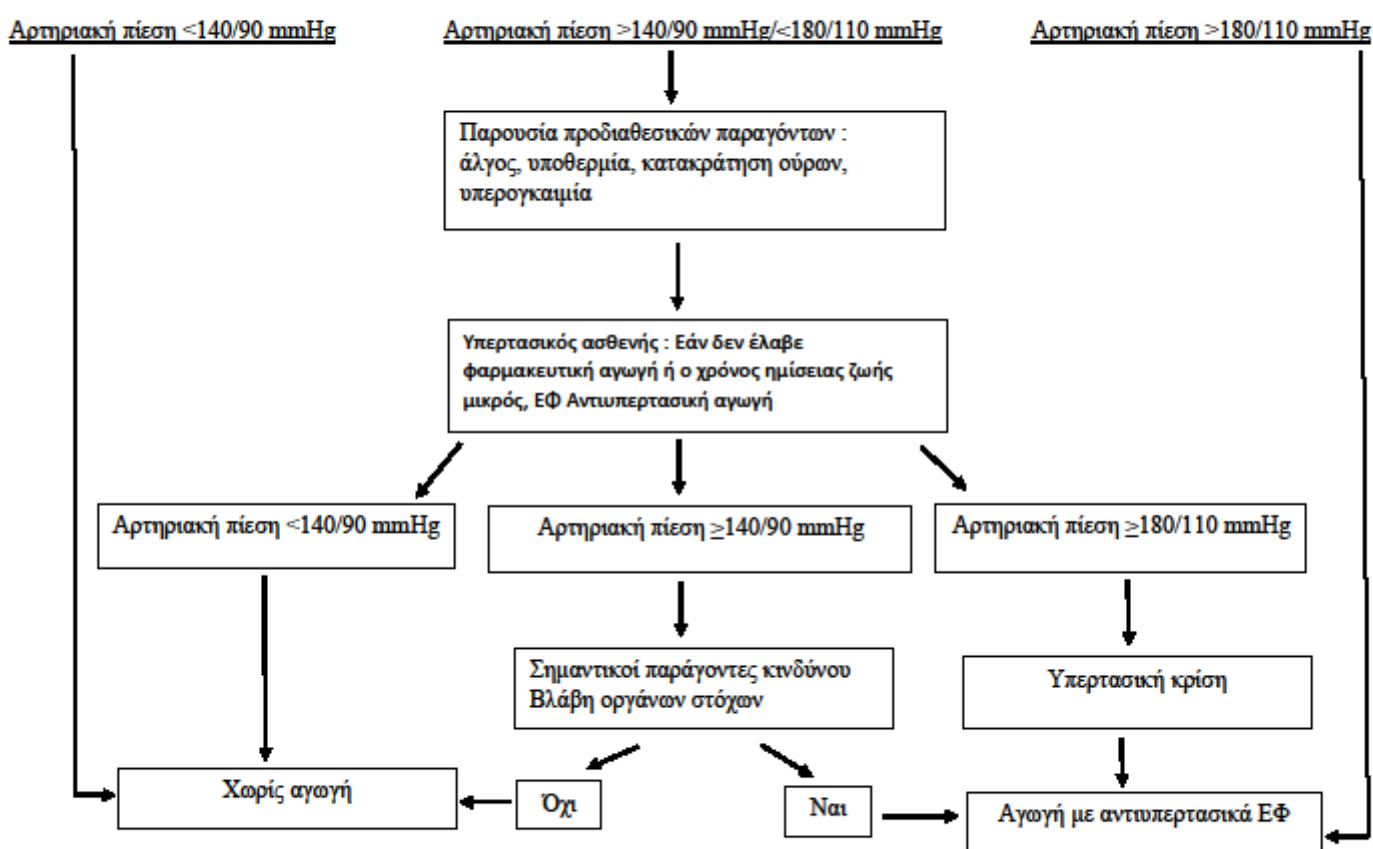 Αρτηριακή πίεση <140/90 mmHg
Αρτηριακή πίεση >140/90 mmHg/<180/110 mmHg
Αρτηριακή πίεση >180/110 mmHg
Παρουσία προδιαθεσικών παραγόντων :
άλγος, υποθερμία, κατακράτηση ούρων,
υπερογκαιμία
Υπερτασικός ασθενής : Εάν δεν έλαβε
φαρμακευτική αγωγή ή ο χρόνος ημίσειας ζωής
μικρός, ΕΦ Αντιυπερτασική αγωγή
Αρτηριακή πίεση <140/90 mmHg
Αρτηριακή πίεση ≥140/90 mmHg
Αρτηριακή πίεση ≥180/110 mmHg
Σημαντικοί παράγοντες κινδύνου
Βλάβη οργάνων στόχων
Υπερτασική κρίση
Χωρίς αγωγή
Όχι
Ναι
Αγωγή με αντιυπερτασικά ΕΦ